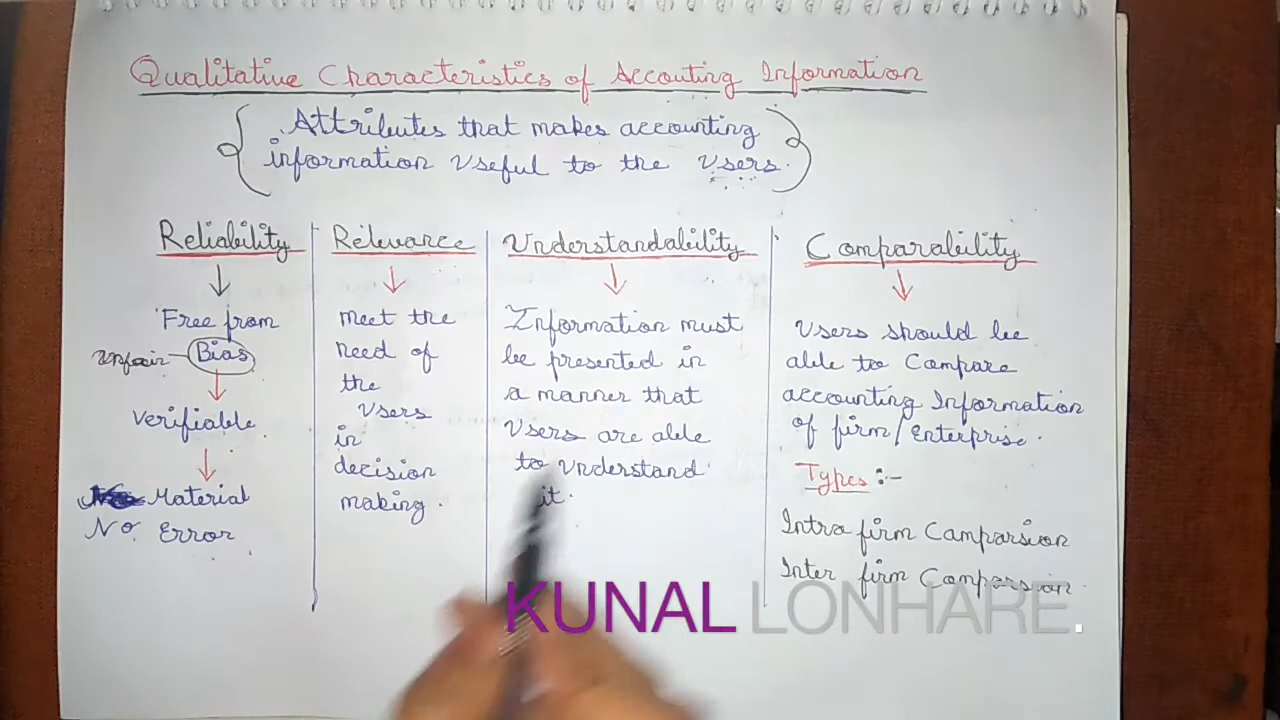 Qualitative Characteristics of Accouting Information
Attributes that makes accounting
information Useful to the Users.
Reliability
Free from
Unfair
Bias
Verifiable
Material
No Error
Relevance
meet the
need of
the
Users
in
decision
making.
Understandability
Information must
be presented in
a manner that
Users are able
to Understand
it.
Comparability
Users should be
able to Compare
accounting Information
of firm/Enterprise.
Types :-
Intra firm Camparsion
Inter firm Comparsion.
KUNAL LONHARE.